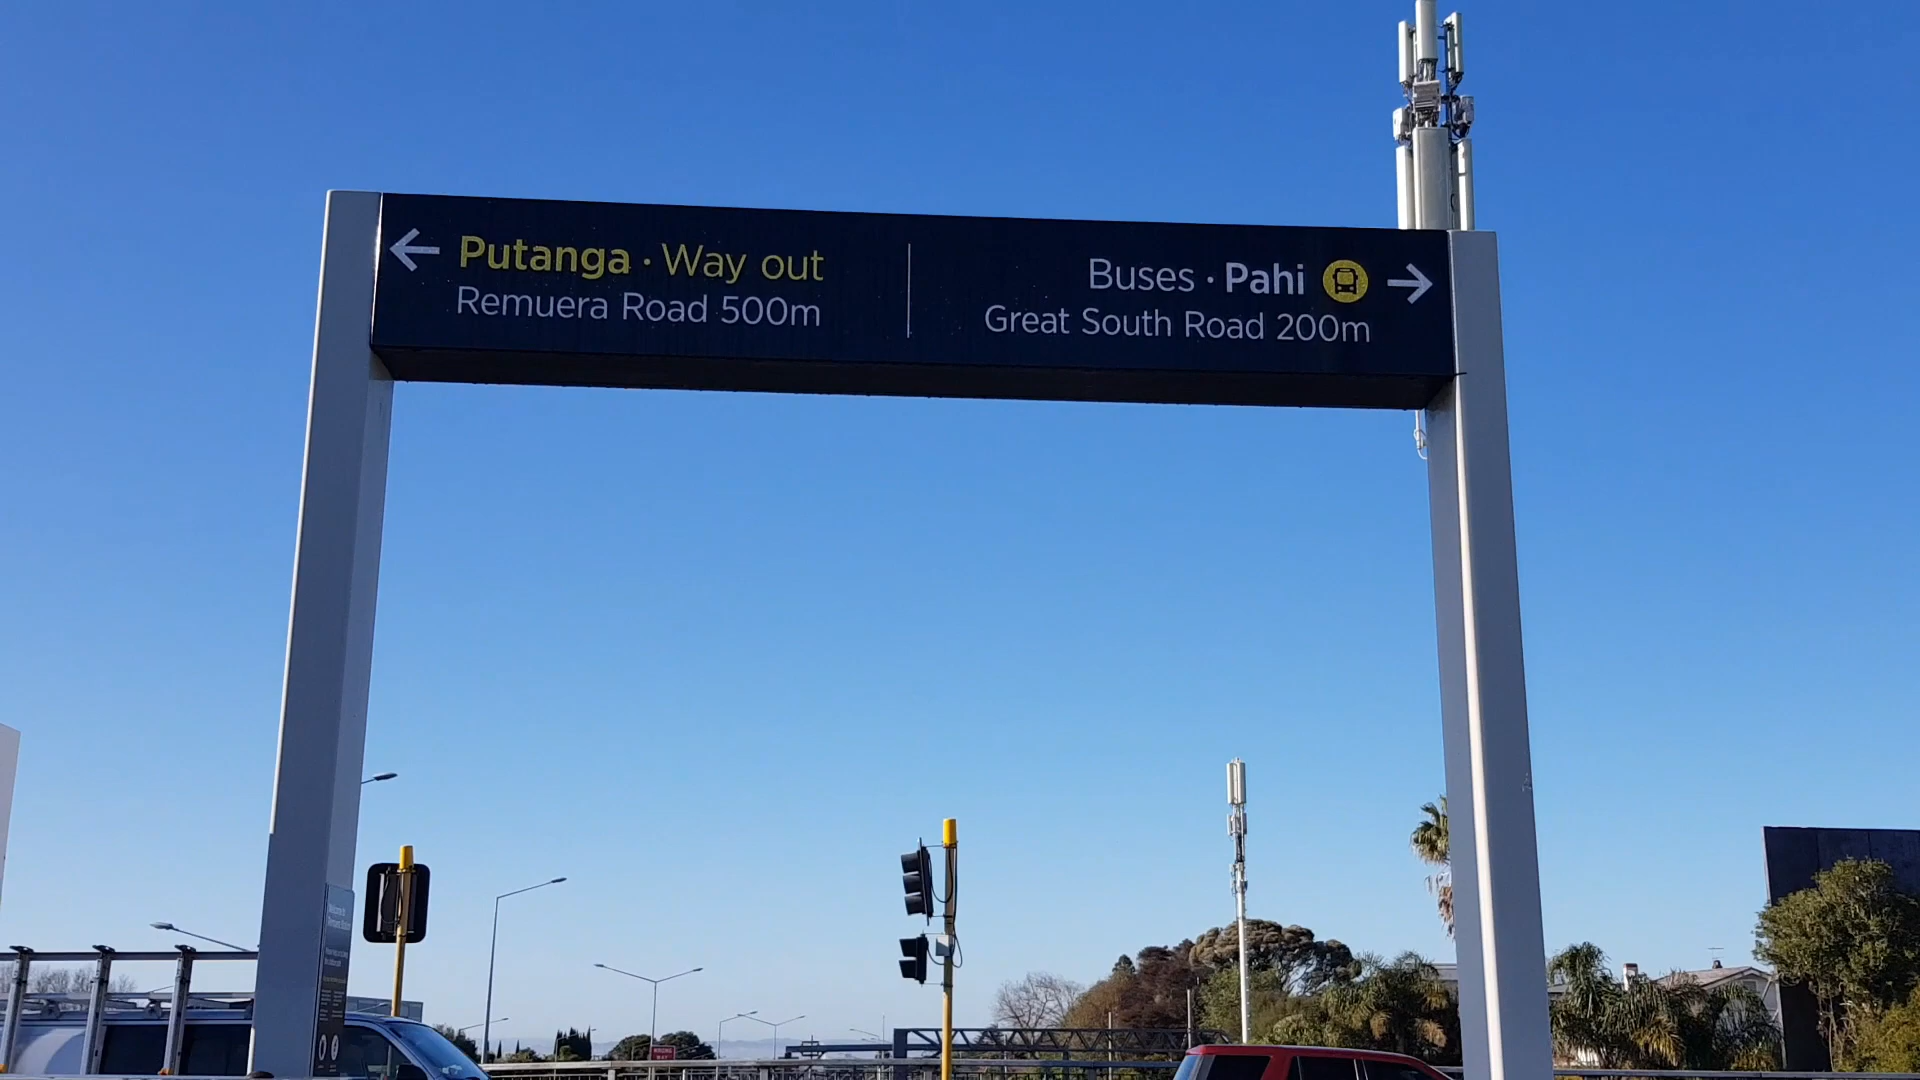 Putanga · Way out
Remuera Road 500m
Buses · Pahi
Great South Road 200m